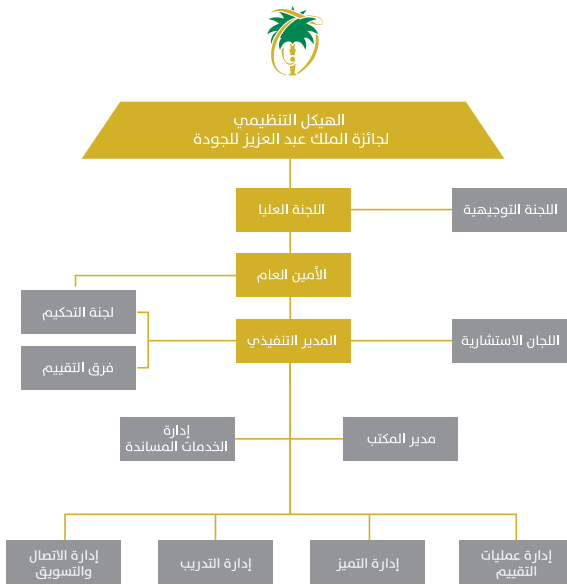 الهيكل التنظيمي
لجائزة الملك عبد العزيز للجودة
اللجنة العليا
اللجنة التوجيهية
الأمين العام
لجنة التحكيم
المدير التنفيذي
اللجان الاستشارية
فرق التقييم
مدير المكتب
إدارة
الخدمات المساندة
إدارة عمليات
التقييم
إدارة التميز
إدارة التدريب
إدارة الاتصال
والتسويق